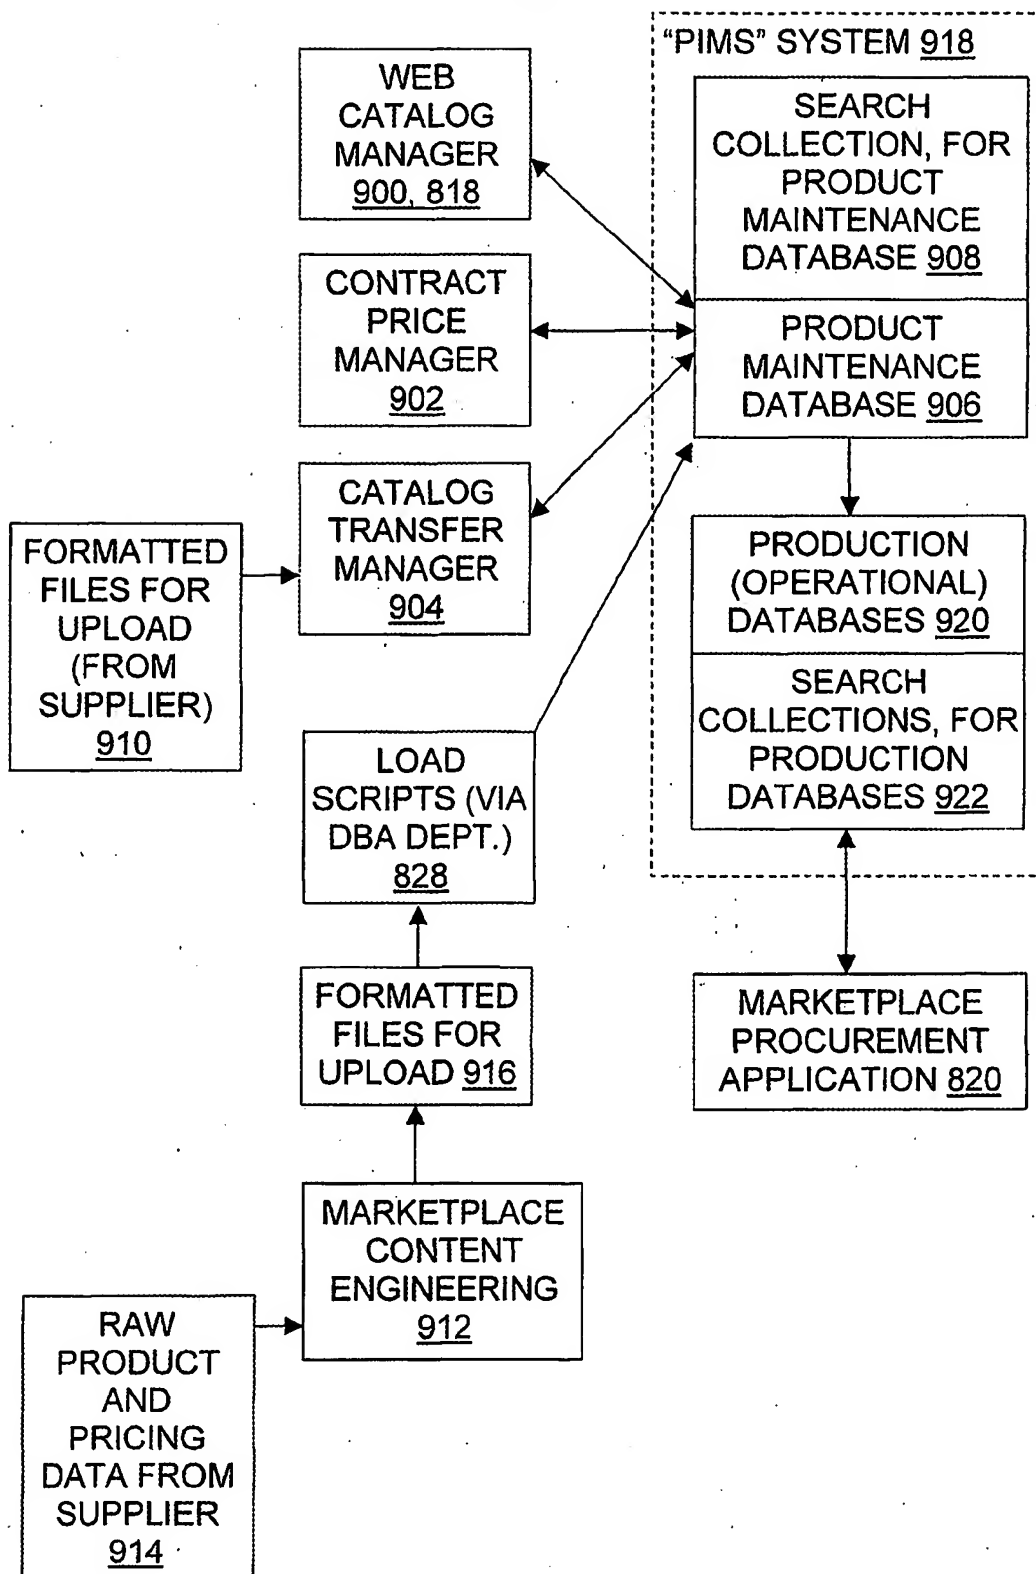 WEB
CATALOG
MANAGER
900, 818
CONTRACT
PRICE
MANAGER
902
CATALOG
TRANSFER
MANAGER
904
FORMATTED
FILES FOR
UPLOAD
(FROM
SUPPLIER)
910
LOAD
SCRIPTS (VIA
DBA DEPT.)
828
FORMATTED
FILES FOR
UPLOAD 916
MARKETPLACE
CONTENT
ENGINEERING
912
RAW
PRODUCT
AND
PRICING
DATA FROM
SUPPLIER
914
“PIMS” SYSTEM 918
SEARCH
COLLECTION, FOR
PRODUCT
MAINTENANCE
DATABASE 908
PRODUCT
MAINTENANCE
DATABASE 906
PRODUCTION
(OPERATIONAL)
DATABASES 920
SEARCH
COLLECTIONS, FOR
PRODUCTION
DATABASES 922
MARKETPLACE
PROCUREMENT
APPLICATION 820